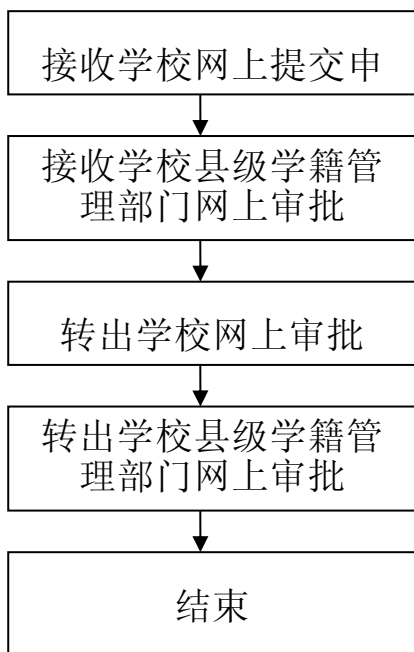 接收学校网上提交申
接收学校县级学籍管
理部门网上审批
转出学校网上审批
转出学校县级学籍管
理部门网上审批
结束